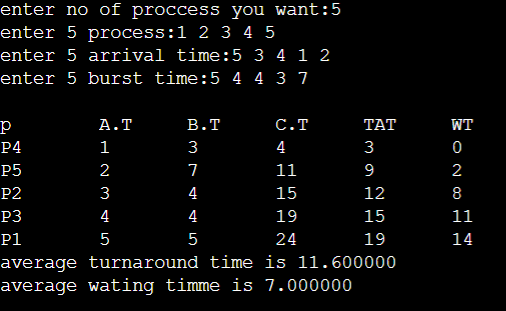 enter no of proccess you want:5
enter 5 process:1 2 3 4 5
enter 5 arrival time:5 3 4 1 2
enter 5 burst time:5 4 4 3 7
p A.T B.T C.T TAT WT
P4 1 3 4 3 0
P5 2 7 11 9 2
P2 3 4 15 12 8
P3 4 4 19 15 11
P1 5 5 24 19 14
average turnaround time is 11.600000
average wating timme is 7.000000